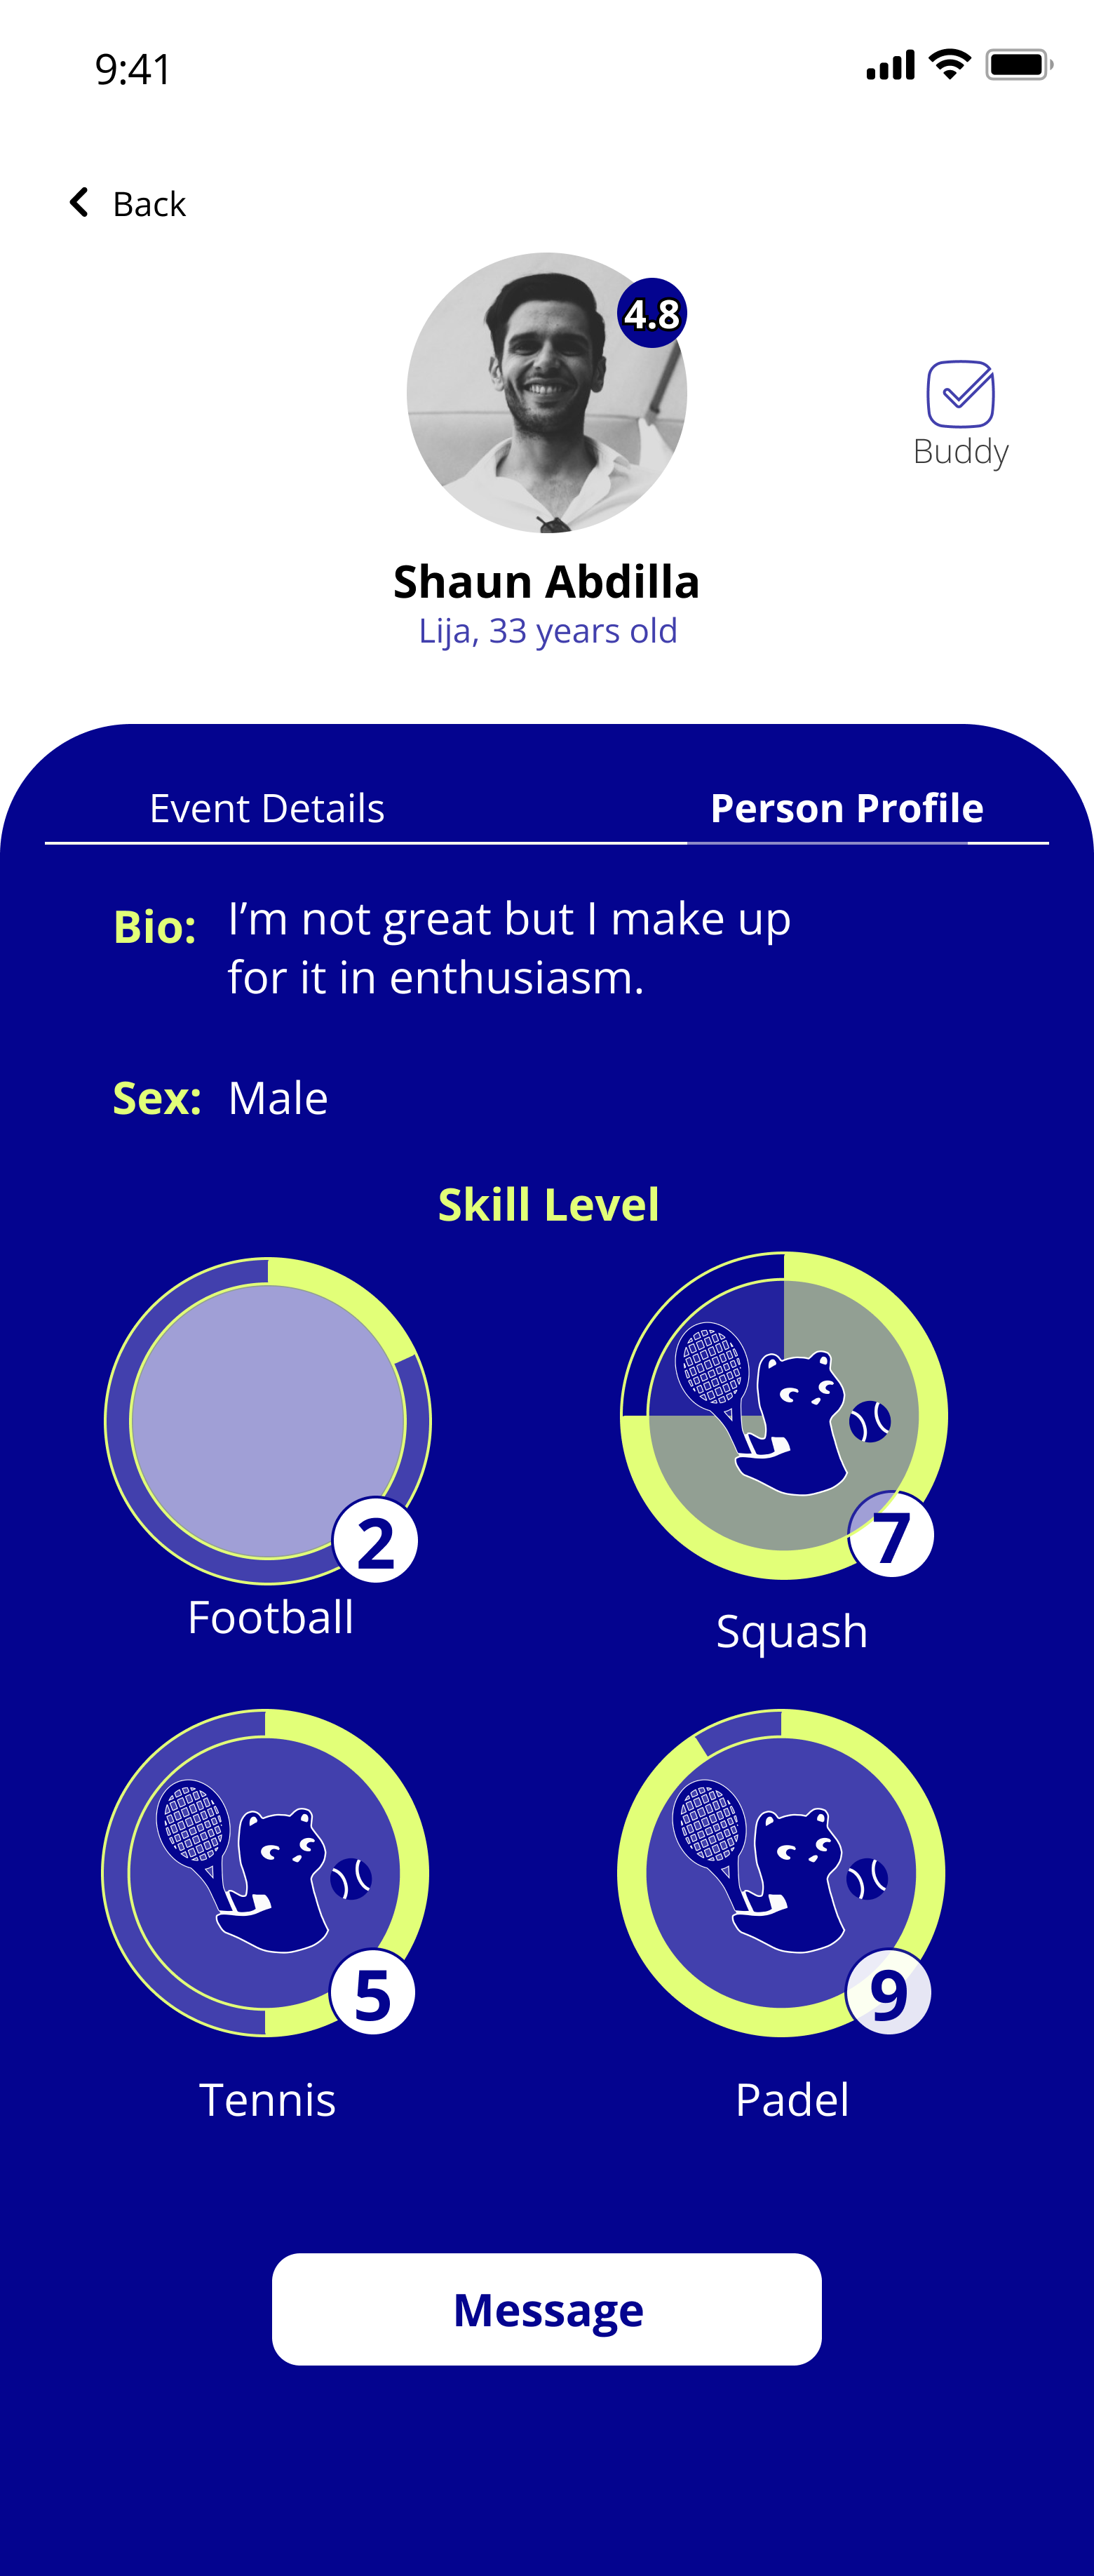 9:41
Back
4.8
Buddy
Shaun Abdilla
Lija, 33 years old
Event Details
Person Profile
Bio:
I’m not great but I make up
for it in enthusiasm.
Sex:
Male
Skill Level
2
7
Football
Squash
5
9
Tennis
Padel
Message